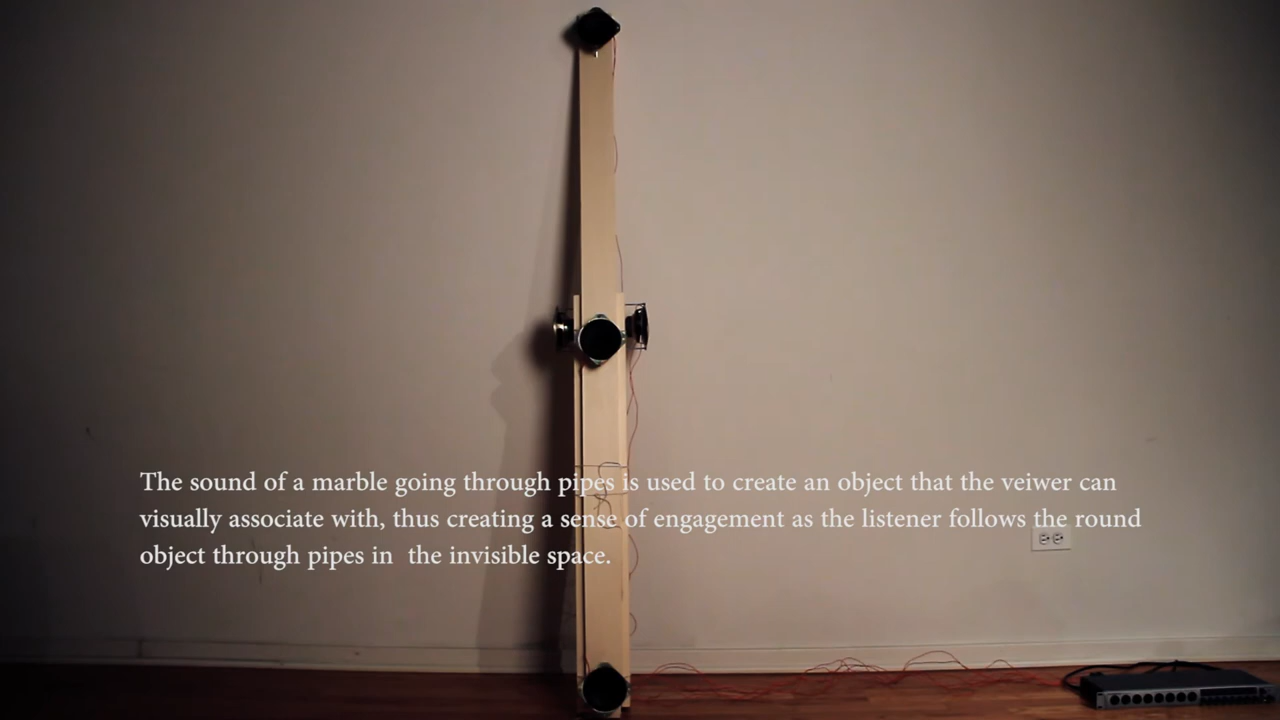 The sound of a marble going through pipes is used to create an object that the veiwer can
visually associate with, thus creating a sense of engagement as the listener follows the round
object through pipes in  the invisible space.